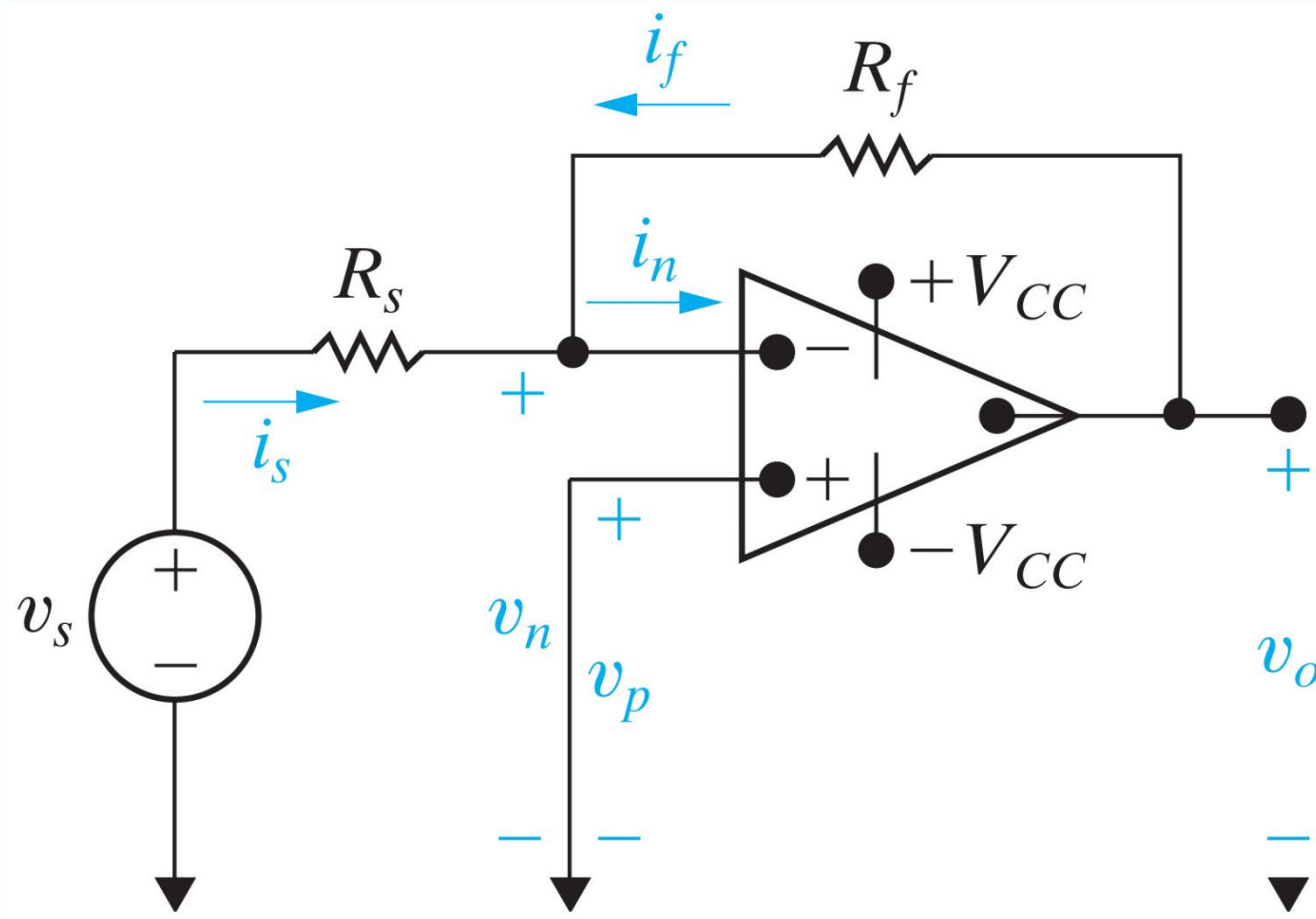 i_f
R_f
R_s
i_n
+V_CC
−
+
i_s
+
+
−V_CC
+
+
v_s
−
v_n
v_p
v_o
− − −